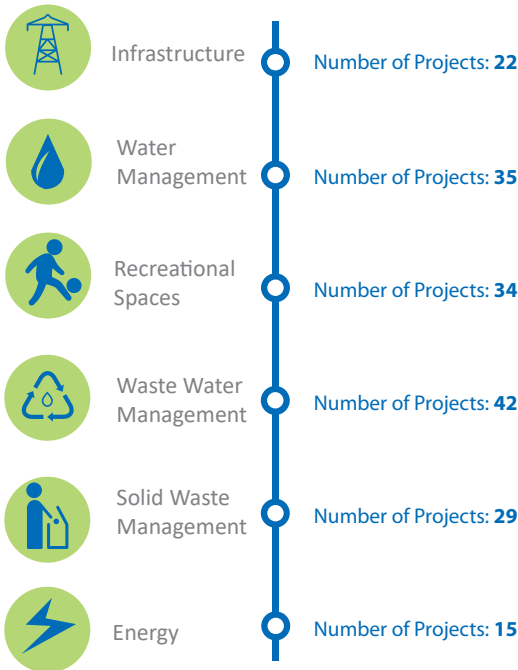 Infrastructure
Number of Projects: 22
Water
Management
Number of Projects: 35
Recreational
Spaces
Number of Projects: 34
Waste Water
Management
Number of Projects: 42
Solid Waste
Management
Number of Projects: 29
Energy
Number of Projects: 15